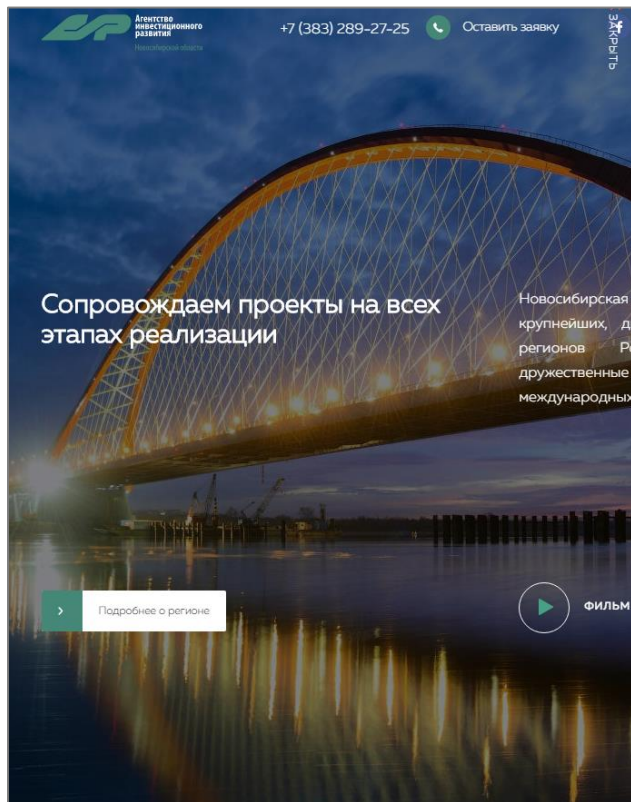 Агентство
инвестиционного
развития
Новосибирской области
+7 (383) 289-27-25
Оставить заявку
ЗАКРЫТЬ
Сопровождаем проекты на всех
этапах реализации
Новосибирская
крупнейших, д
регионов Р
дружественные
международных
Подробнее о регионе
ФИЛЬМ